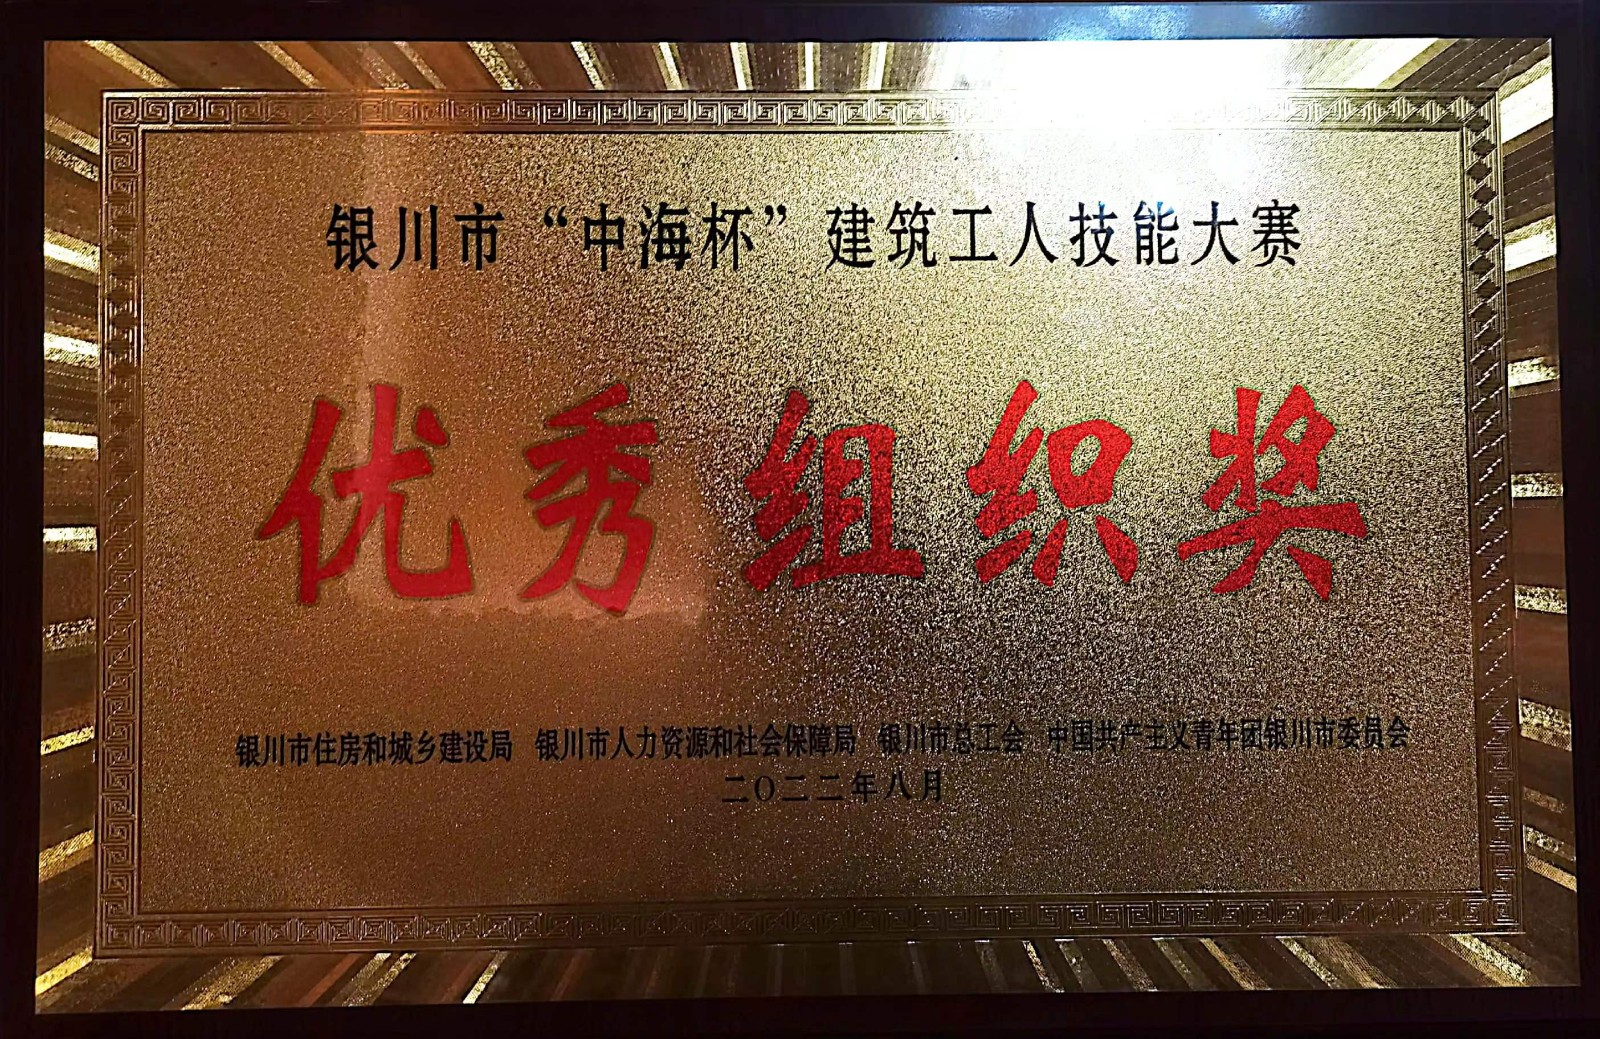 银川市“中海杯”建筑工人技能大赛
优秀组织奖
银川市住房和城乡建设局 银川市人力资源和社会保障局 银川市总工会 中国共产主义青年团银川市委员会
二〇二二年八月